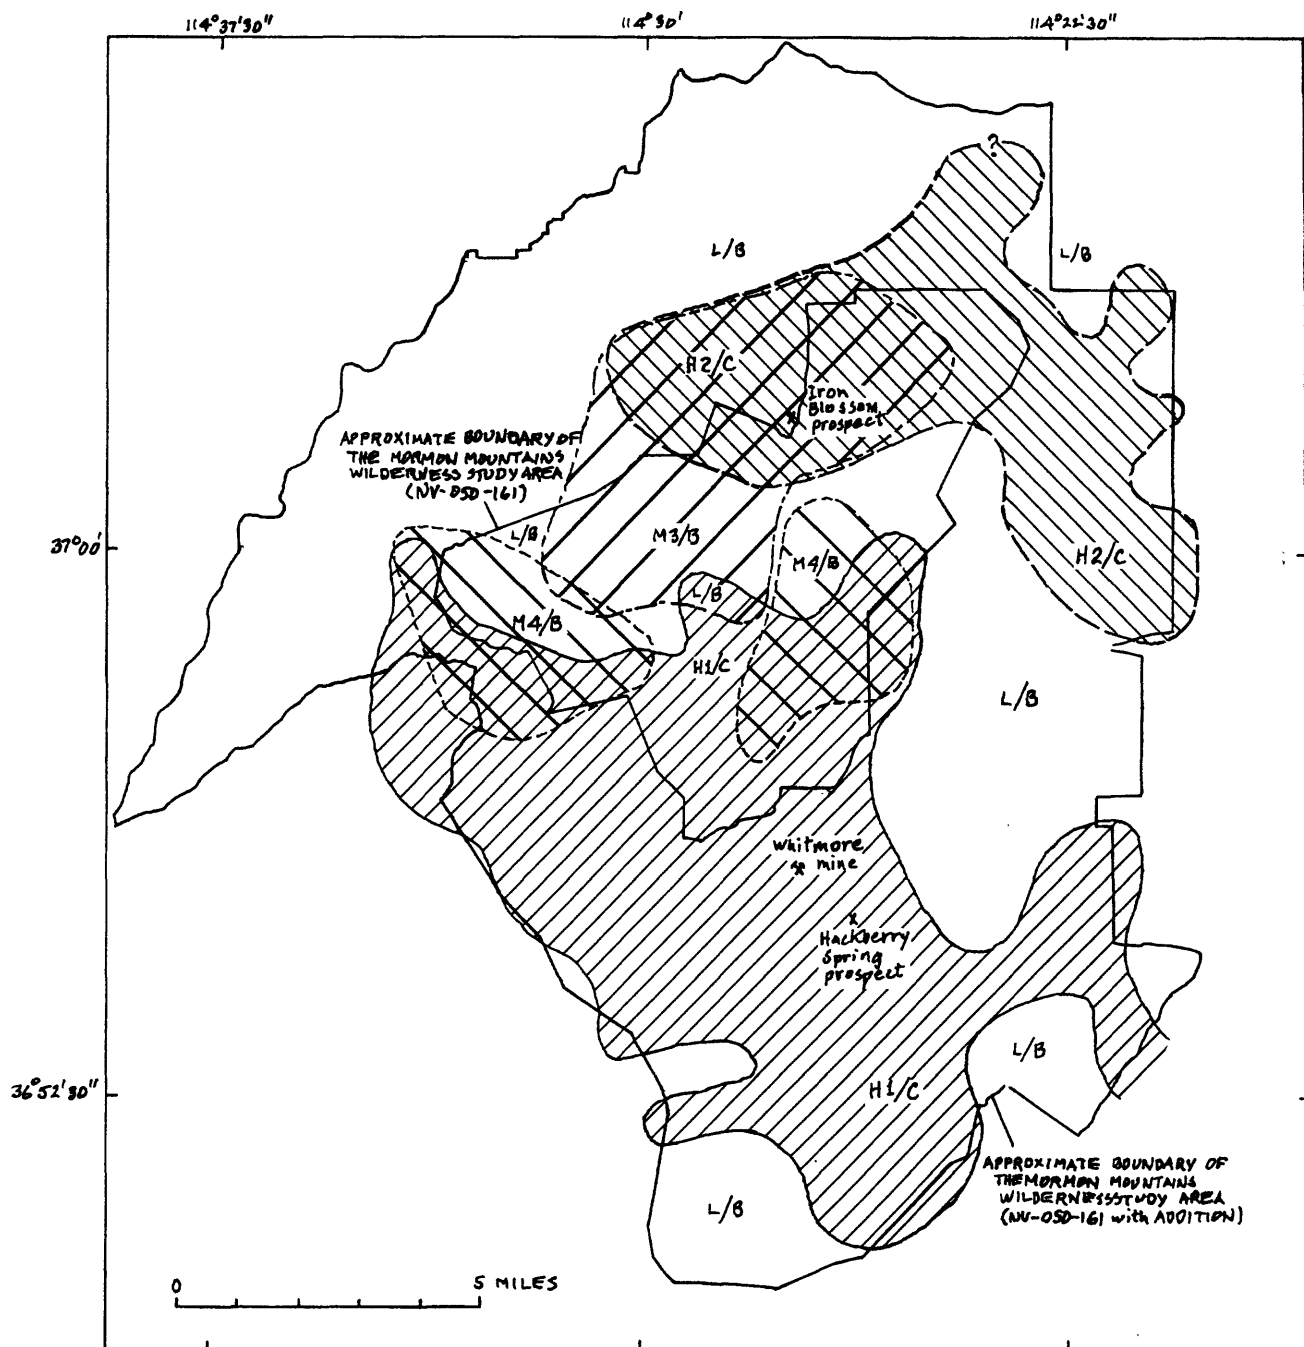 114°37'30"
114°30'
114°22'30"
?
L/B
L/B
H2/C
Iron
Blossom
prospect
APPROXIMATE BOUNDARY OF
THE MORMON MOUNTAINS
WILDERNESS STUDY AREA
(NV-050-161)
L/B
37°00'
M3/B
M4/B
H2/C
L/B
M4/B
H1/C
L/B
Whitmore
mine
x
Hackberry
Spring
prospect
L/B
36°52'30"
H1/C
APPROXIMATE BOUNDARY OF
THE MORMON MOUNTAINS
WILDERNESS STUDY AREA
(NV-050-161 with ADDITION)
L/B
0 5 MILES